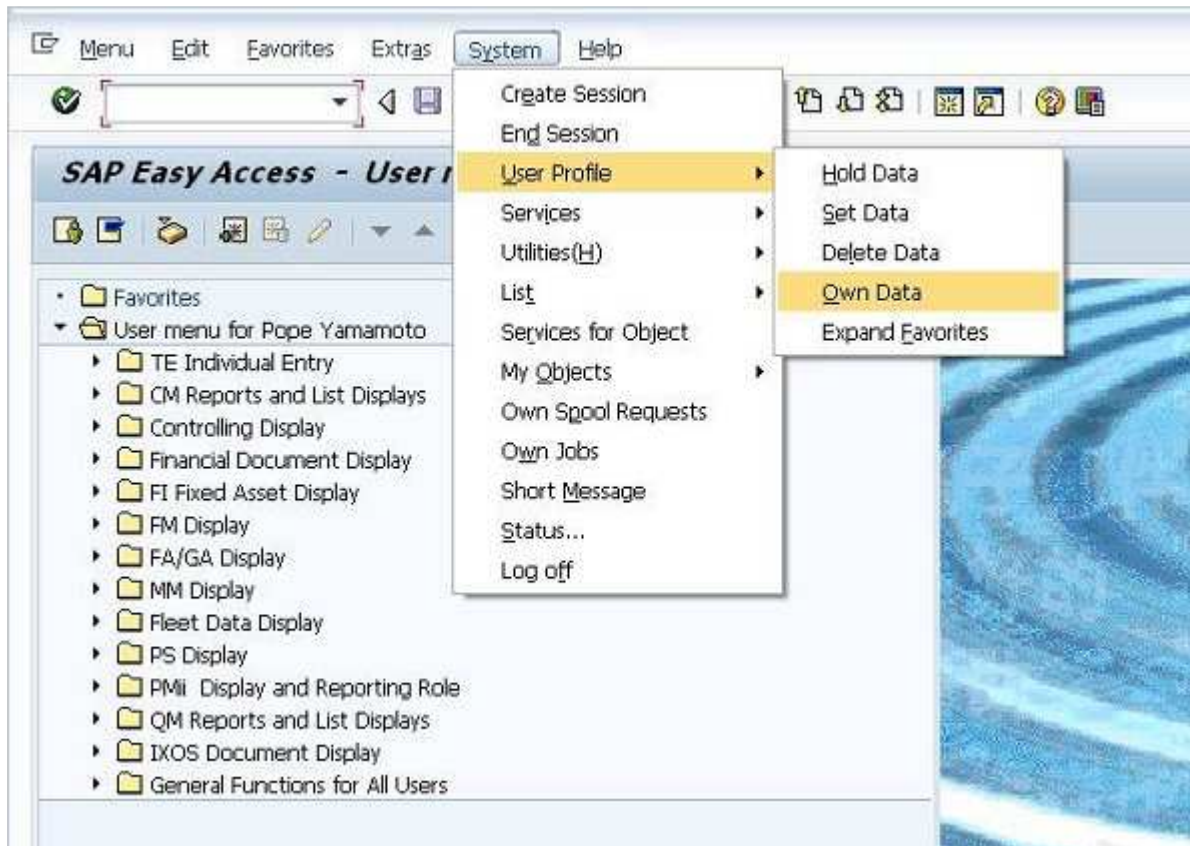 Menu Edit Favorites Extras System Help
Create Session
End Session
User Profile
Services
Utilities(H)
List
Services for Object
My Objects
Own Spool Requests
Own Jobs
Short Message
Status...
Log off
Hold Data
Set Data
Delete Data
Own Data
Expand Favorites
SAP Easy Access - User
Favorites
User menu for Pope Yamamoto
TE Individual Entry
CM Reports and List Displays
Controlling Display
Financial Document Display
FI Fixed Asset Display
FM Display
FA/GA Display
MM Display
Fleet Data Display
PS Display
PMii Display and Reporting Role
QM Reports and List Displays
IXOS Document Display
General Functions for All Users